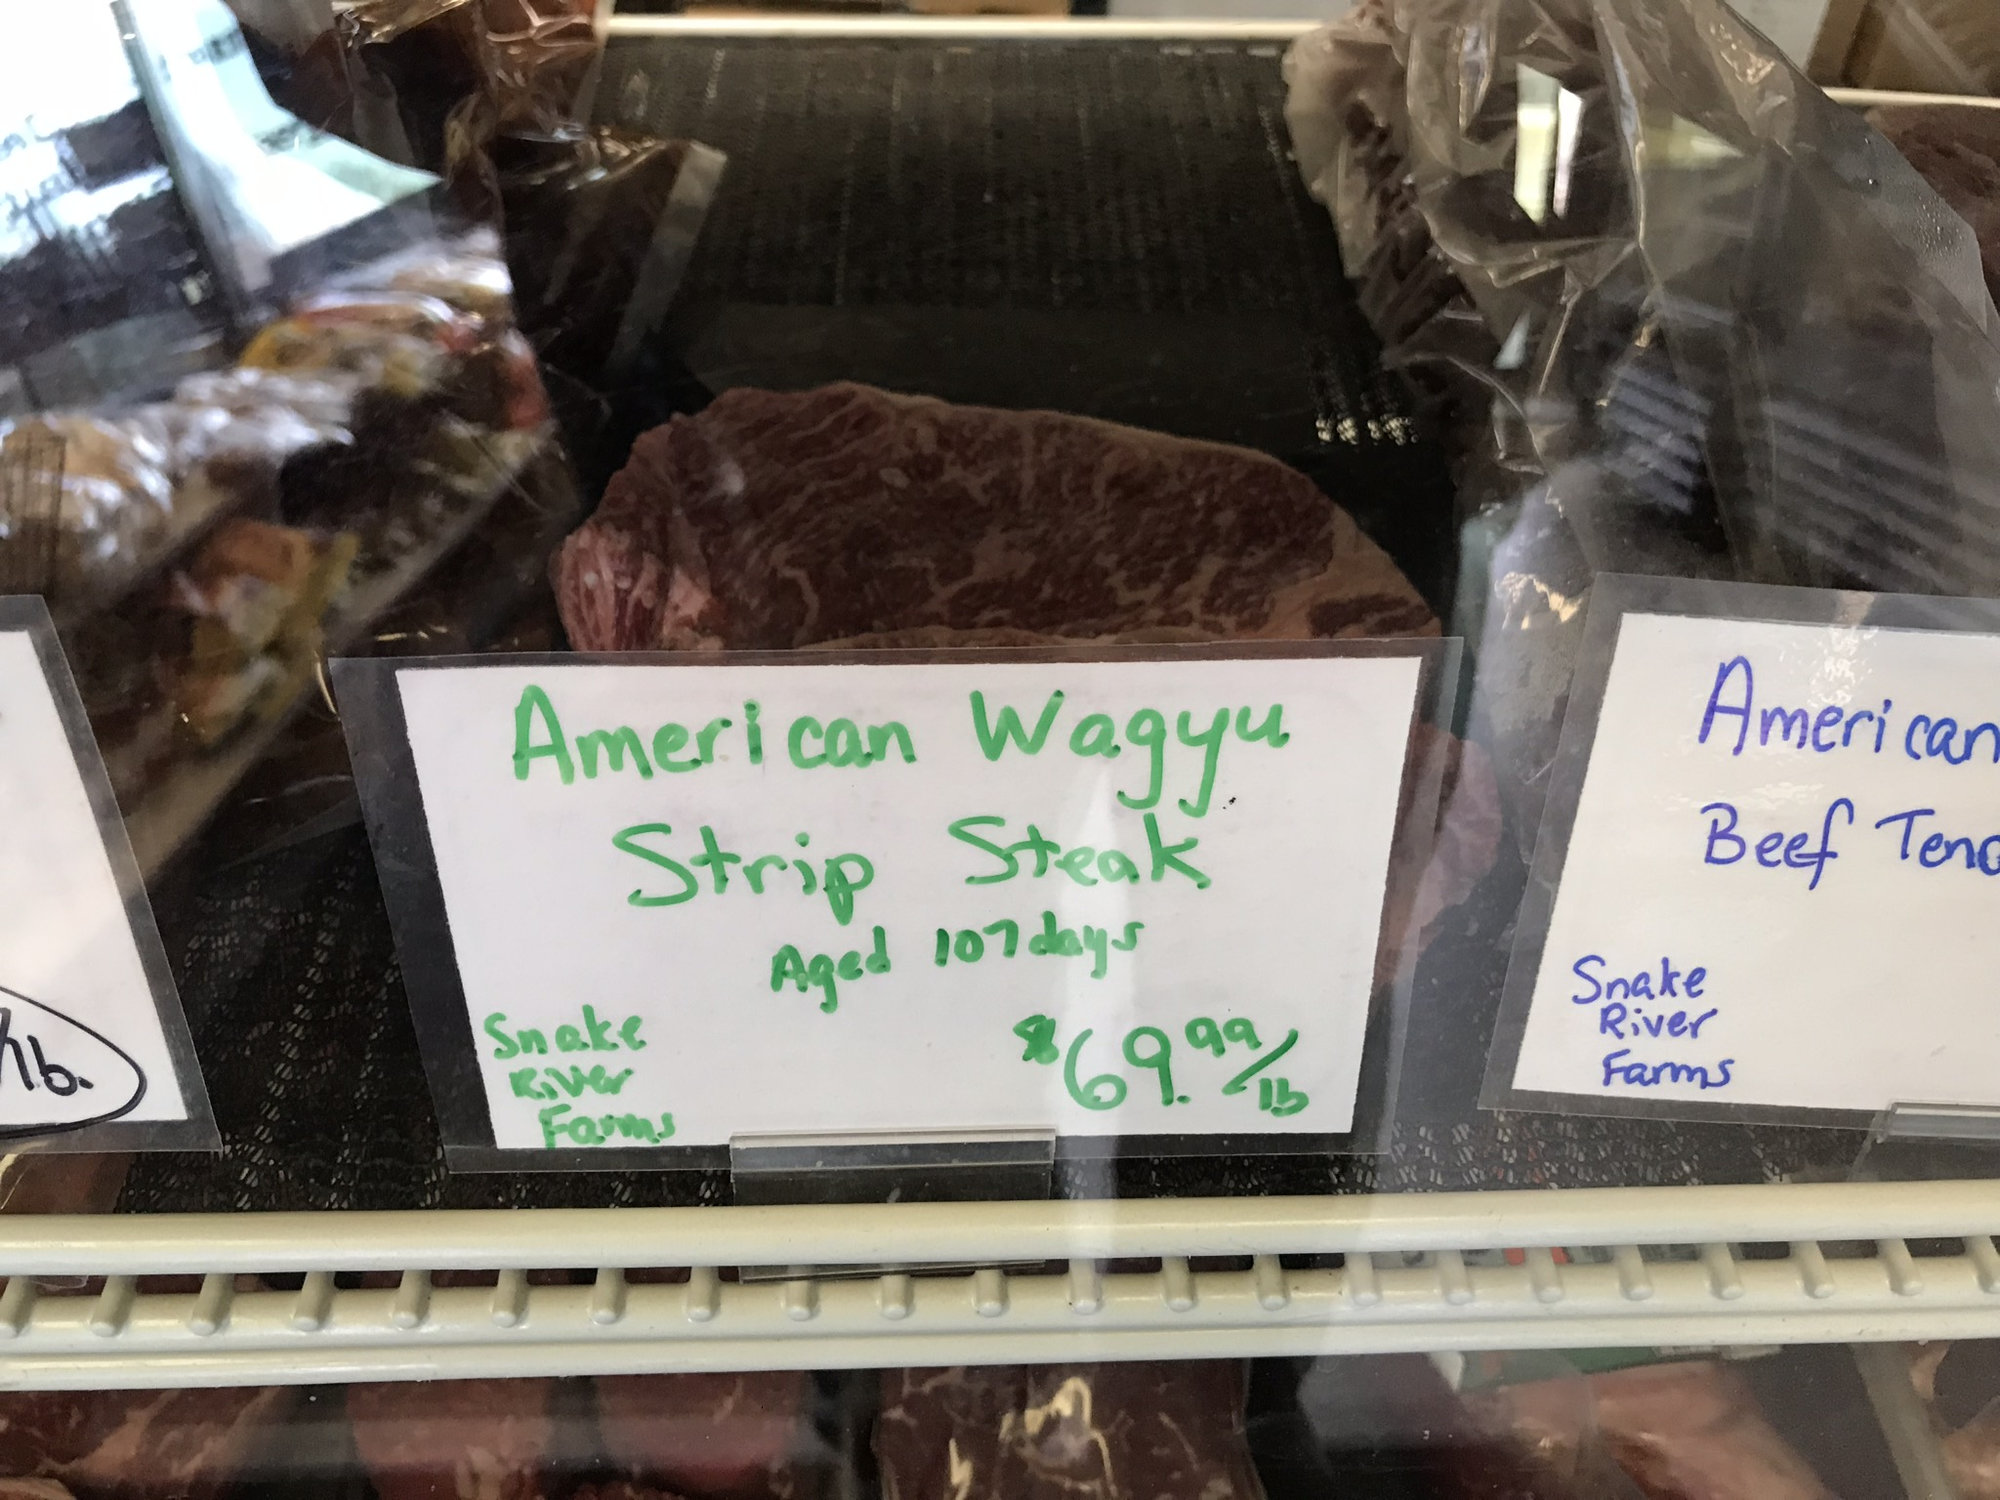 American Wagyu
Strip Steak
Aged 107 days
Snake
River
Farms
$69.99/lb
American
Beef
Snake
River
Farms
/lb.